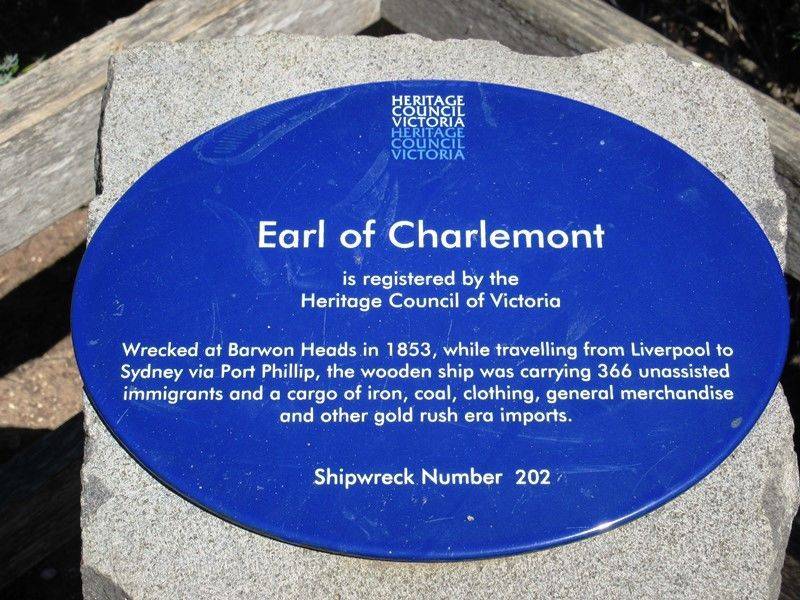 HERITAGE
COUNCIL
VICTORIA
HERITAGE
COUNCIL
VICTORIA
Earl of Charlemont
is registered by the
Heritage Council of Victoria
Wrecked at Barwon Heads in 1853, while travelling from Liverpool to
Sydney via Port Phillip, the wooden ship was carrying 366 unassisted
immigrants and a cargo of iron, coal, clothing, general merchandise
and other gold rush era imports.
Shipwreck Number 202